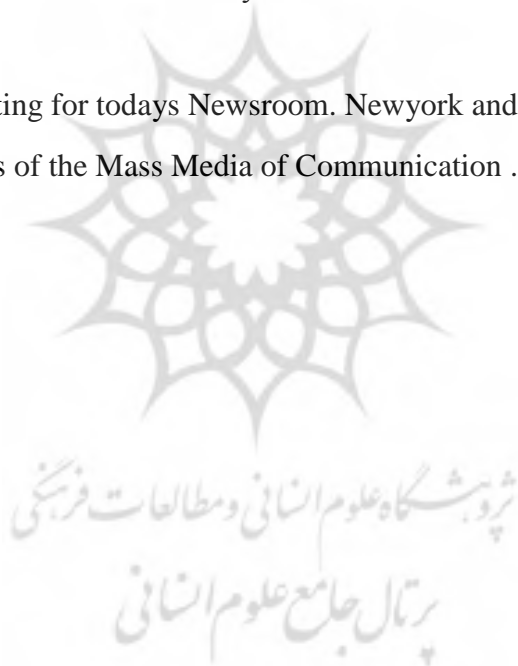 ting for todays Newsroom. Newyork and
s of the Mass Media of Communication .
پژوهشگاه علوم انسانی و مطالعات فرهنگی
پرتال جامع علوم انسانی